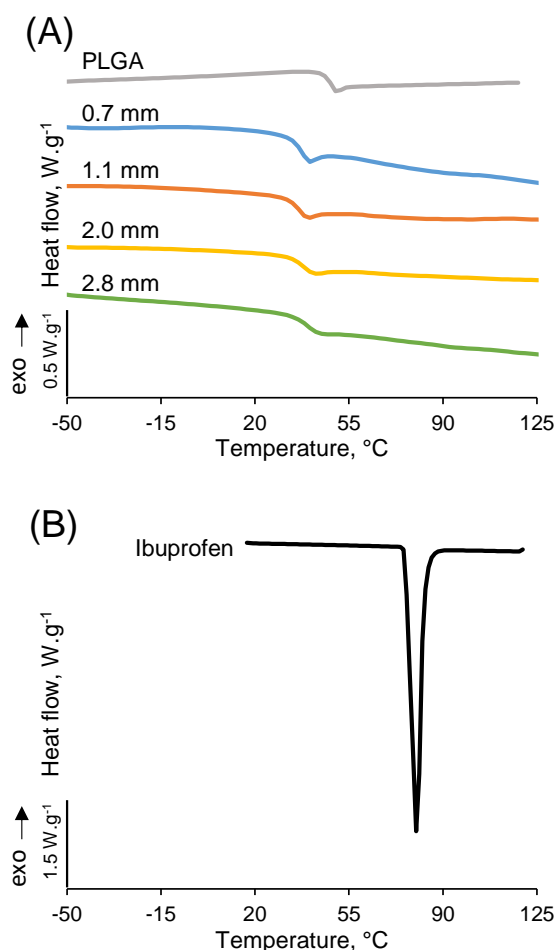 (A)
PLGA
0.7 mm
1.1 mm
2.0 mm
2.8 mm
Heat flow, W.g⁻¹
exo →
0.5 W.g⁻¹
-50 -15 20 55 90 125
Temperature, °C
(B)
Ibuprofen
Heat flow, W.g⁻¹
exo →
1.5 W.g⁻¹
-50 -15 20 55 90 125
Temperature, °C